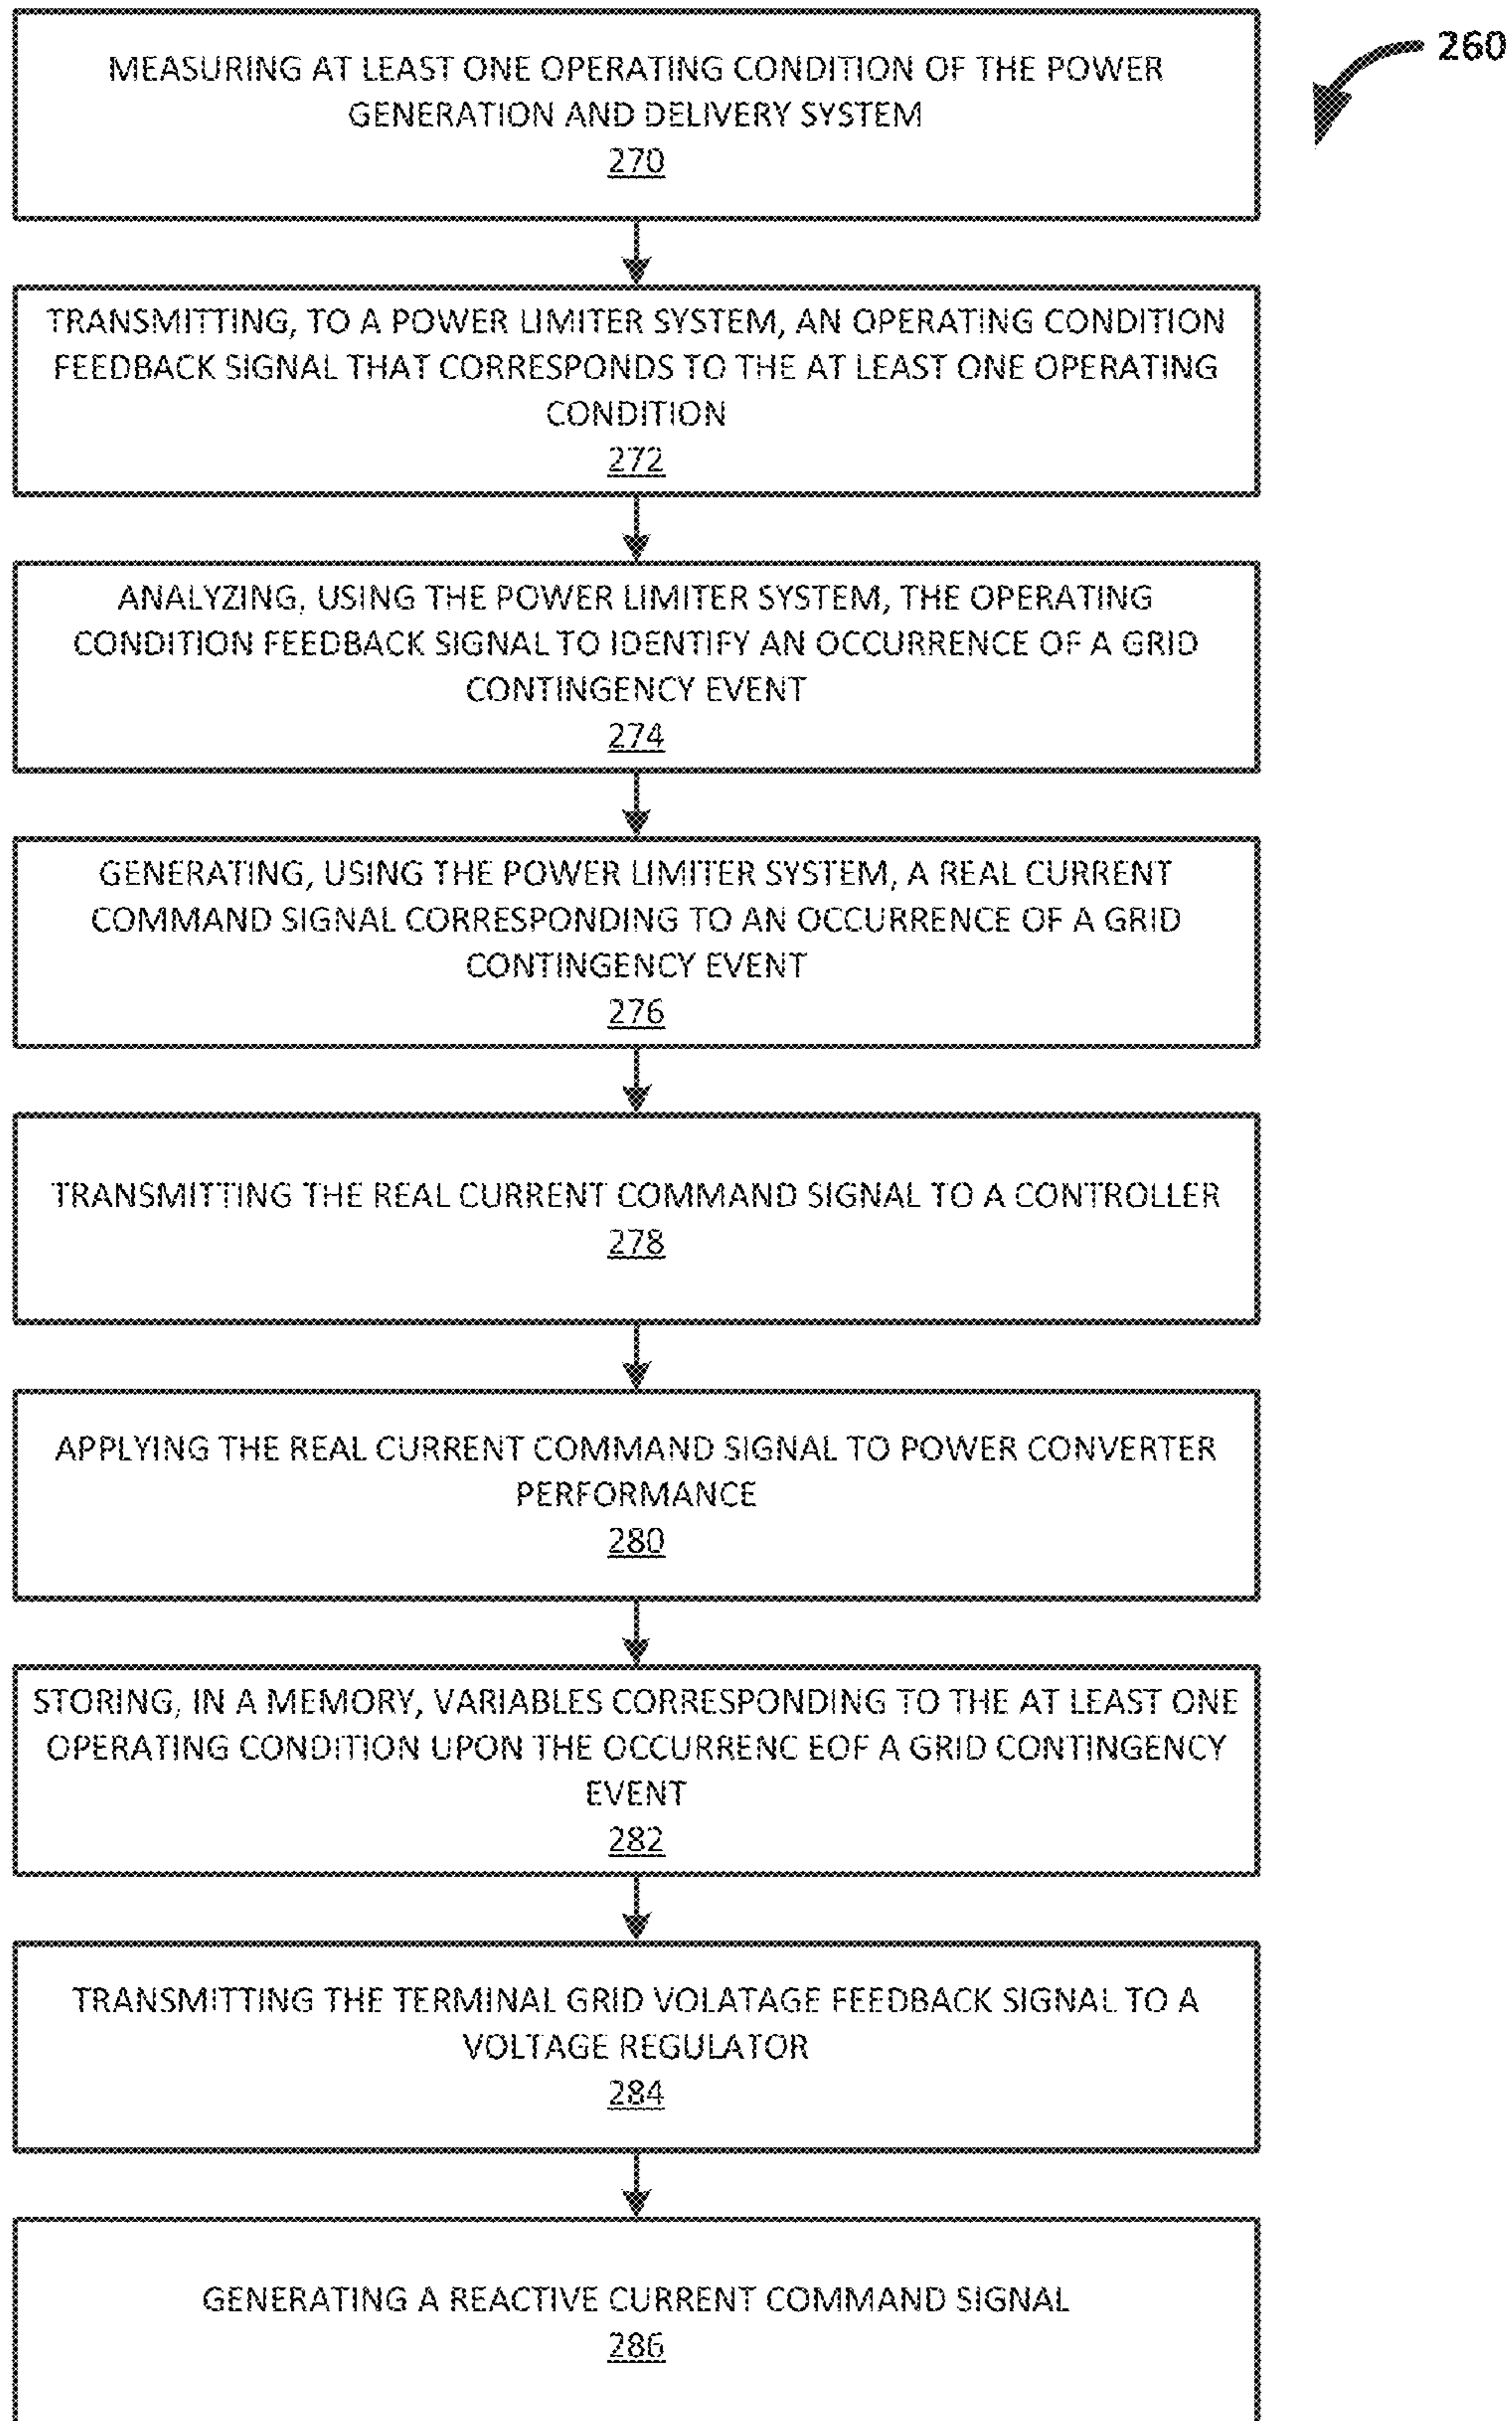 260
MEASURING AT LEAST ONE OPERATING CONDITION OF THE POWER
GENERATION AND DELIVERY SYSTEM
270
TRANSMITTING, TO A POWER LIMITER SYSTEM, AN OPERATING CONDITION
FEEDBACK SIGNAL THAT CORRESPONDS TO THE AT LEAST ONE OPERATING
CONDITION
272
ANALYZING, USING THE POWER LIMITER SYSTEM, THE OPERATING
CONDITION FEEDBACK SIGNAL TO IDENTIFY AN OCCURRENCE OF A GRID
CONTINGENCY EVENT
274
GENERATING, USING THE POWER LIMITER SYSTEM, A REAL CURRENT
COMMAND SIGNAL CORRESPONDING TO AN OCCURRENCE OF A GRID
CONTINGENCY EVENT
276
TRANSMITTING THE REAL CURRENT COMMAND SIGNAL TO A CONTROLLER
278
APPLYING THE REAL CURRENT COMMAND SIGNAL TO POWER CONVERTER
PERFORMANCE
280
STORING, IN A MEMORY, VARIABLES CORRESPONDING TO THE AT LEAST ONE
OPERATING CONDITION UPON THE OCCURRENC EOF A GRID CONTINGENCY
EVENT
282
TRANSMITTING THE TERMINAL GRID VOLATAGE FEEDBACK SIGNAL TO A
VOLTAGE REGULATOR
284
GENERATING A REACTIVE CURRENT COMMAND SIGNAL
286